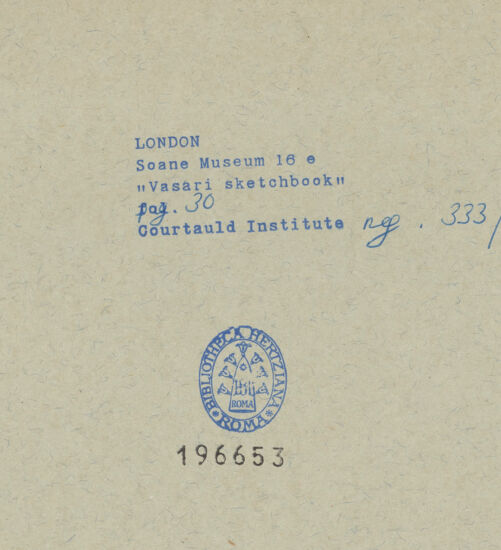 LONDON
Soane Museum 16 e
"Vasari sketchbook"
pag. 30
Courtauld Institute neg. 333/
BIBLIOTHECA HERTZIANA
ROMA
*ROMA*
196653